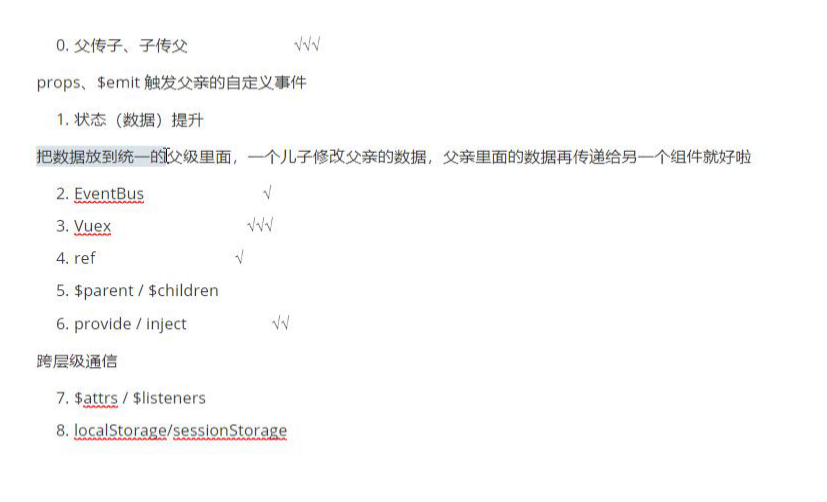 0. 父传子、子传父 √√√
props、$emit 触发父亲的自定义事件
1. 状态（数据）提升
把数据放到统一的父级里面，一个儿子修改父亲的数据，父亲里面的数据再传递给另一个组件就好啦
2. EventBus √
3. Vuex √√√
4. ref √
5. $parent / $children
6. provide / inject √√
跨层级通信
7. $attrs / $listeners
8. localStorage/sessionStorage